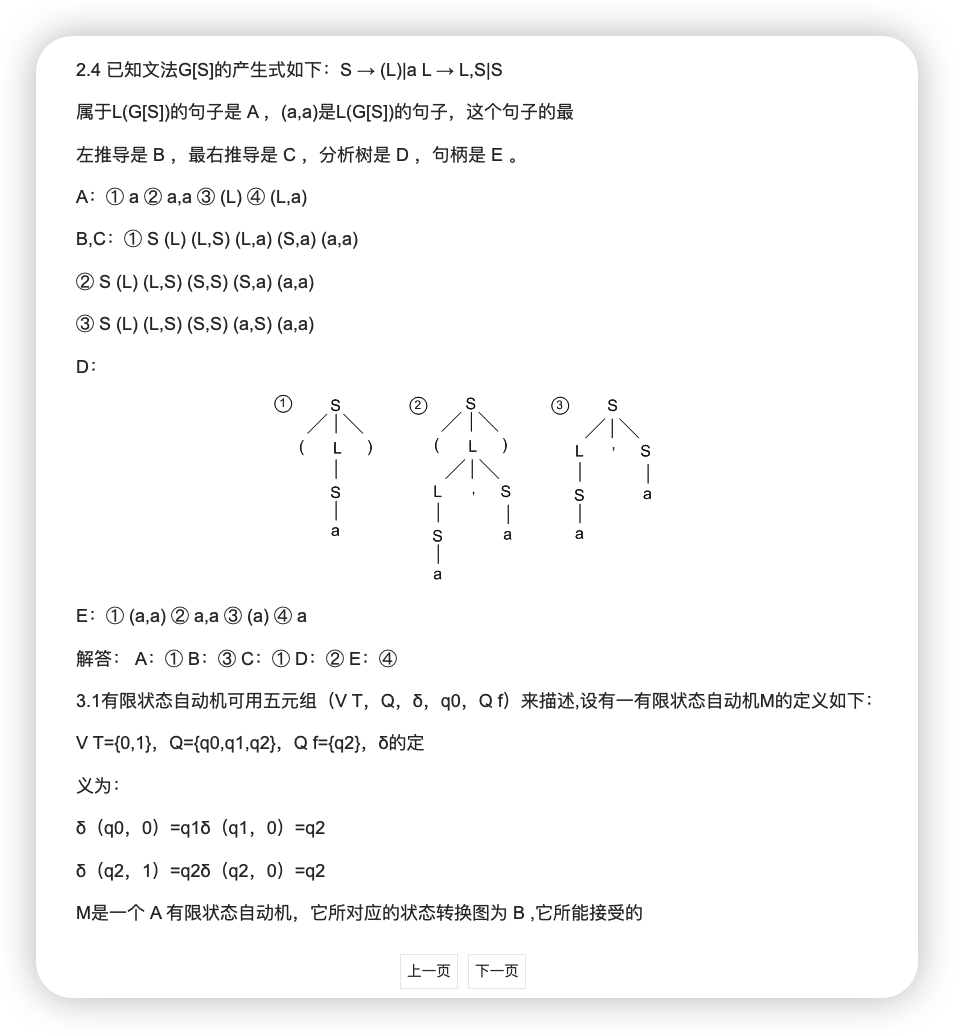 2.4 已知文法G[S]的产生式如下：S → (L)|a L → L,S|S
属于L(G[S])的句子是 A ，(a,a)是L(G[S])的句子，这个句子的最
左推导是 B ，最右推导是 C ，分析树是 D ，句柄是 E 。
A：① a ② a,a ③ (L) ④ (L,a)
B,C：① S (L) (L,S) (L,a) (S,a) (a,a)
② S (L) (L,S) (S,S) (S,a) (a,a)
③ S (L) (L,S) (S,S) (a,S) (a,a)
D：
① S ② S ③ S
( L ) ( L ) L , S
S L , S S a
a S a a
a
E：① (a,a) ② a,a ③ (a) ④ a
解答： A：① B：③ C：① D：② E：④
3.1有限状态自动机可用五元组（V T，Q，δ，q0，Q f）来描述,设有一有限状态自动机M的定义如下：
V T={0,1}，Q={q0,q1,q2}，Q f={q2}，δ的定
义为：
δ（q0，0）=q1δ（q1，0）=q2
δ（q2，1）=q2δ（q2，0）=q2
M是一个 A 有限状态自动机，它所对应的状态转换图为 B ,它所能接受的
上一页 下一页